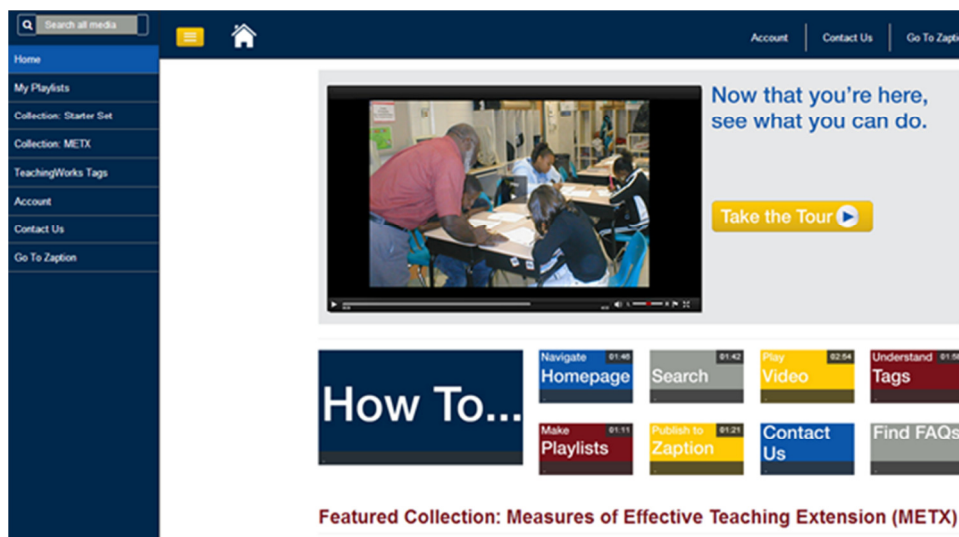 Search all media
Home
My Playlists
Collection: Starter Set
Collection: METX
TeachingWorks Tags
Account
Contact Us
Go To Zaption
Account
Contact Us
Go To Zaptio
Now that you're here,
see what you can do.
Take the Tour
How To...
Navigate 01:46
Homepage
01:42
Search
Play 02:54
Video
Understand
Tags
Make 01:11
Playlists
Publish to 01:21
Zaption
Contact
Us
Find FAQs
Featured Collection: Measures of Effective Teaching Extension (METX)